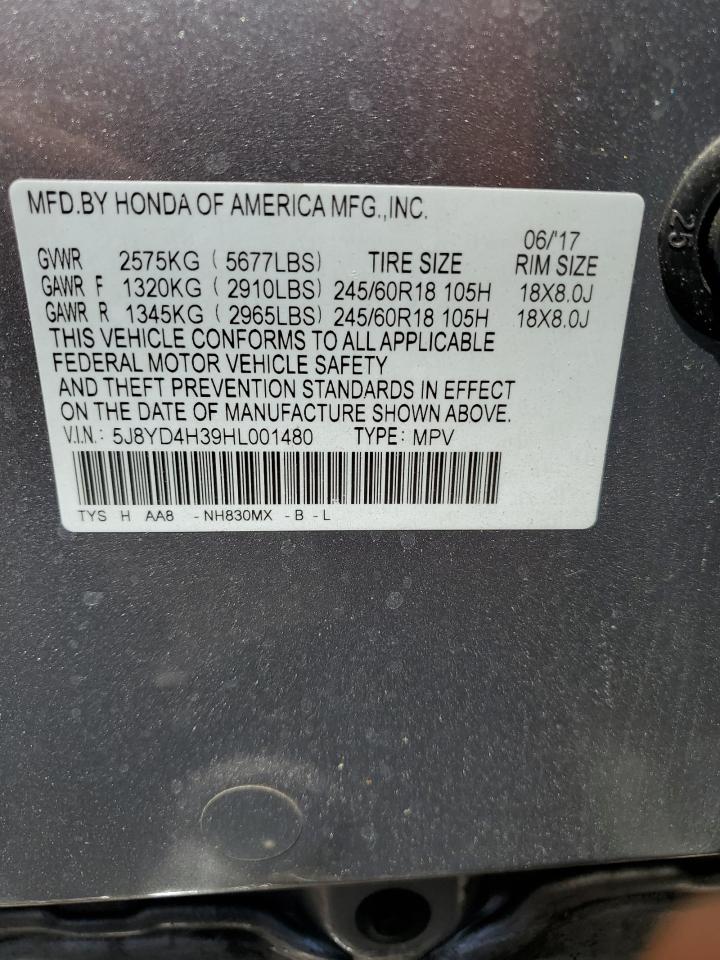 MFD.BY HONDA OF AMERICA MFG.,INC.
06/'17
GVWR 2575KG ( 5677LBS) TIRE SIZE RIM SIZE
GAWR F 1320KG ( 2910LBS) 245/60R18 105H 18X8.0J
GAWR R 1345KG ( 2965LBS) 245/60R18 105H 18X8.0J
THIS VEHICLE CONFORMS TO ALL APPLICABLE
FEDERAL MOTOR VEHICLE SAFETY
AND THEFT PREVENTION STANDARDS IN EFFECT
ON THE DATE OF MANUFACTURE SHOWN ABOVE.
V.I.N.: 5J8YD4H39HL001480 TYPE: MPV
TYS H AA8 -NH830MX -B -L
25